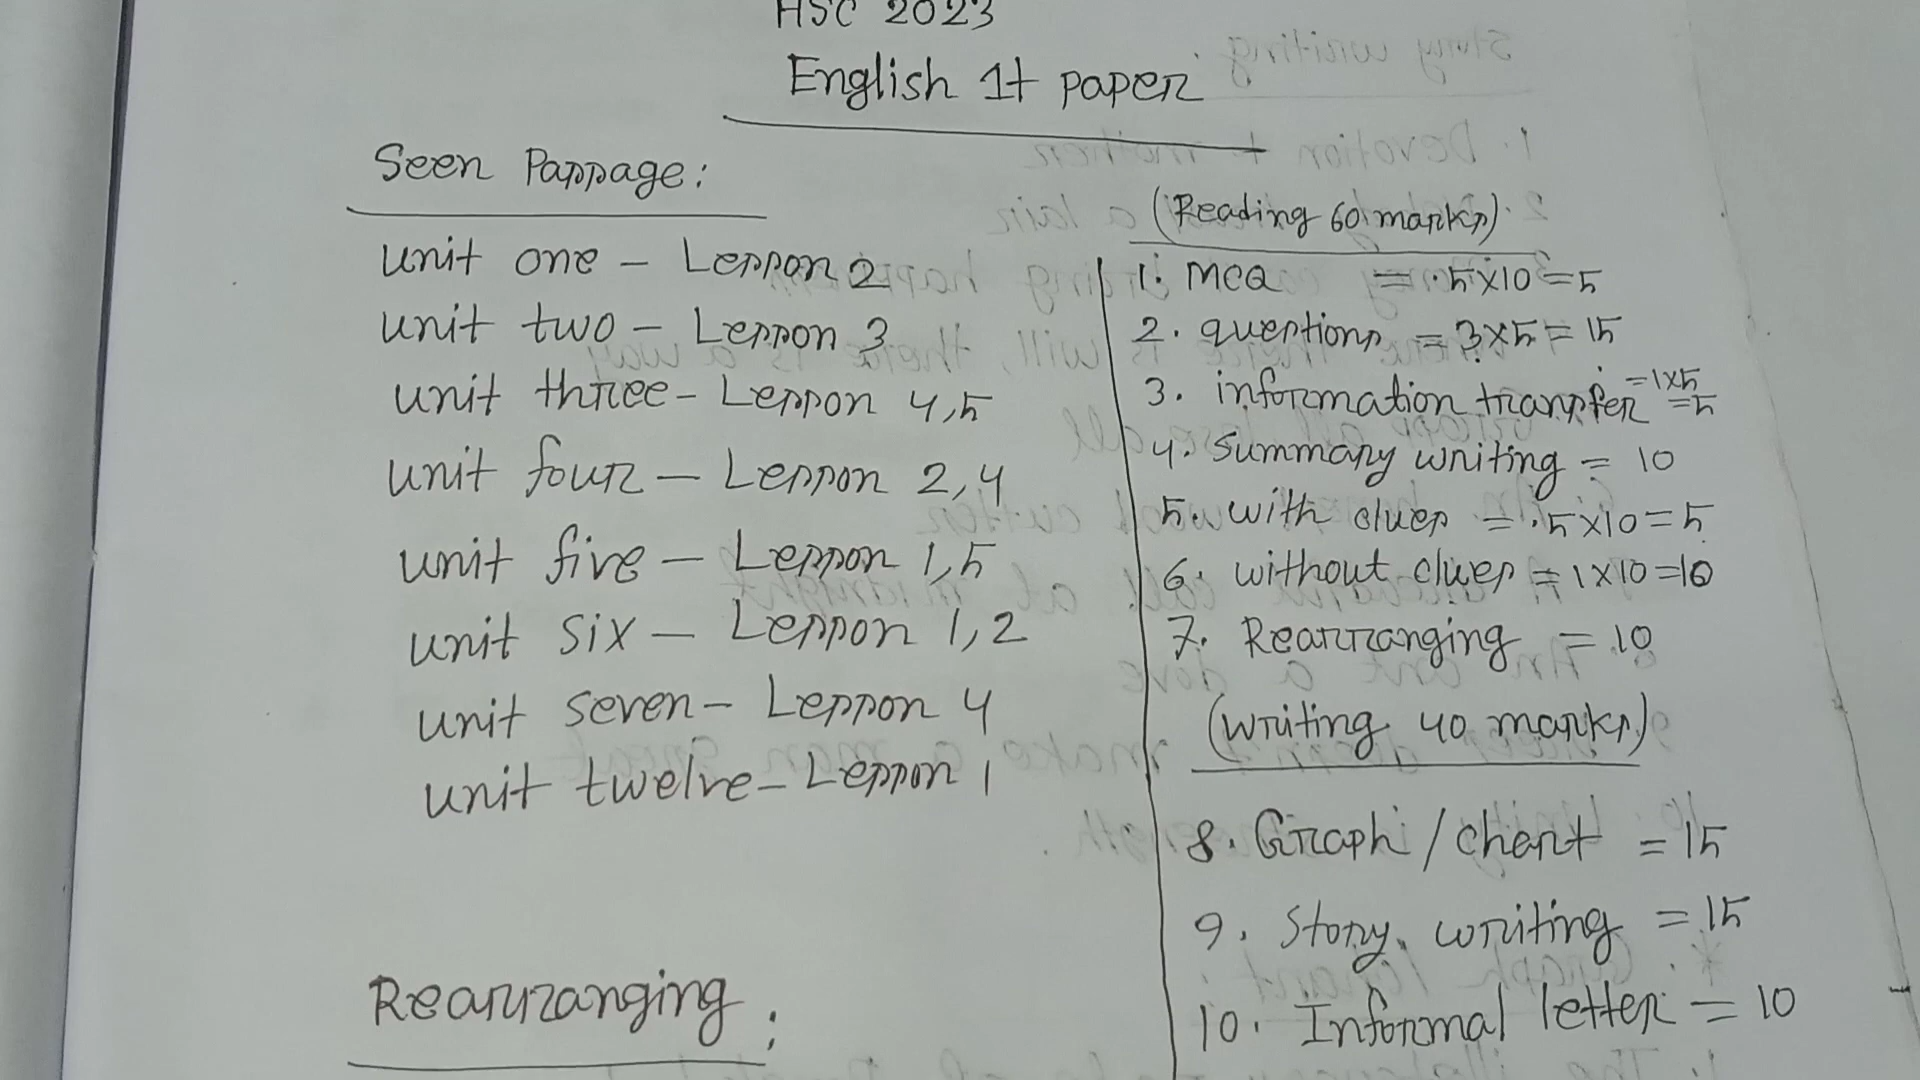 HSC 2023
English 1t paper
Seen Passage:
unit one - Lesson 2
unit two - Lesson 3
unit three - Lesson 4,5
unit four - Lesson 2,4
unit five - Lesson 1,5
unit six - Lesson 1,2
unit seven - Lesson 4
unit twelve - Lesson 1
Rearranging:
(Reading 60 marks)
1. MCQ = .5x10=5
2. questions = 3x5=15
3. information transfer =1x5 =5
4. Summary writing = 10
5. with clues = .5x10=5
6. without clues = 1x10=10
7. Rearranging = 10
(writing 40 marks)
8. Graph/chart = 15
9. Story writing = 15
10. Informal letter = 10